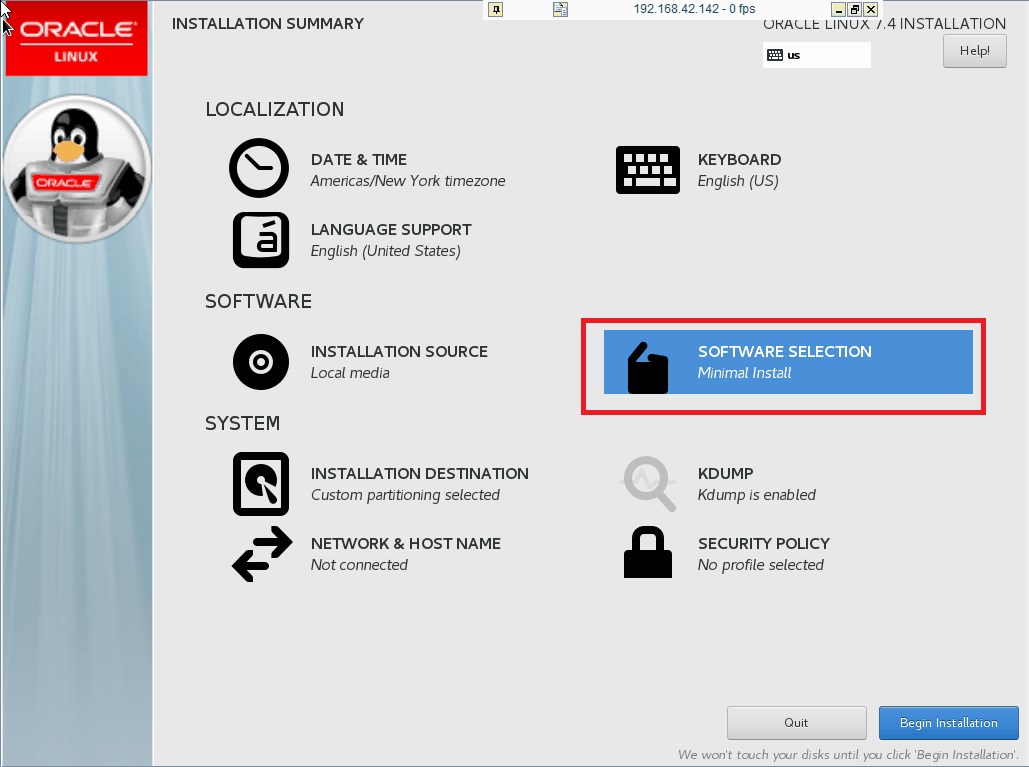 192.168.42.142 - 0 fps
ORACLE
LINUX
INSTALLATION SUMMARY
ORACLE LINUX 7.4 INSTALLATION
us
Help!
LOCALIZATION
DATE & TIME
Americas/New York timezone
KEYBOARD
English (US)
LANGUAGE SUPPORT
English (United States)
ORACLE
SOFTWARE
INSTALLATION SOURCE
Local media
SOFTWARE SELECTION
Minimal Install
SYSTEM
INSTALLATION DESTINATION
Custom partitioning selected
KDUMP
Kdump is enabled
NETWORK & HOST NAME
Not connected
SECURITY POLICY
No profile selected
Quit
Begin Installation
We won't touch your disks until you click 'Begin Installation'.